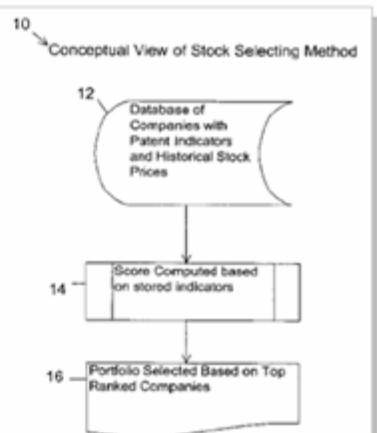 10
Conceptual View of Stock Selecting Method
12
Database of
Companies with
Patent Indicators
and Historical Stock
Prices
14
Score Computed based
on stored indicators
16
Portfolio Selected Based on Top
Ranked Companies